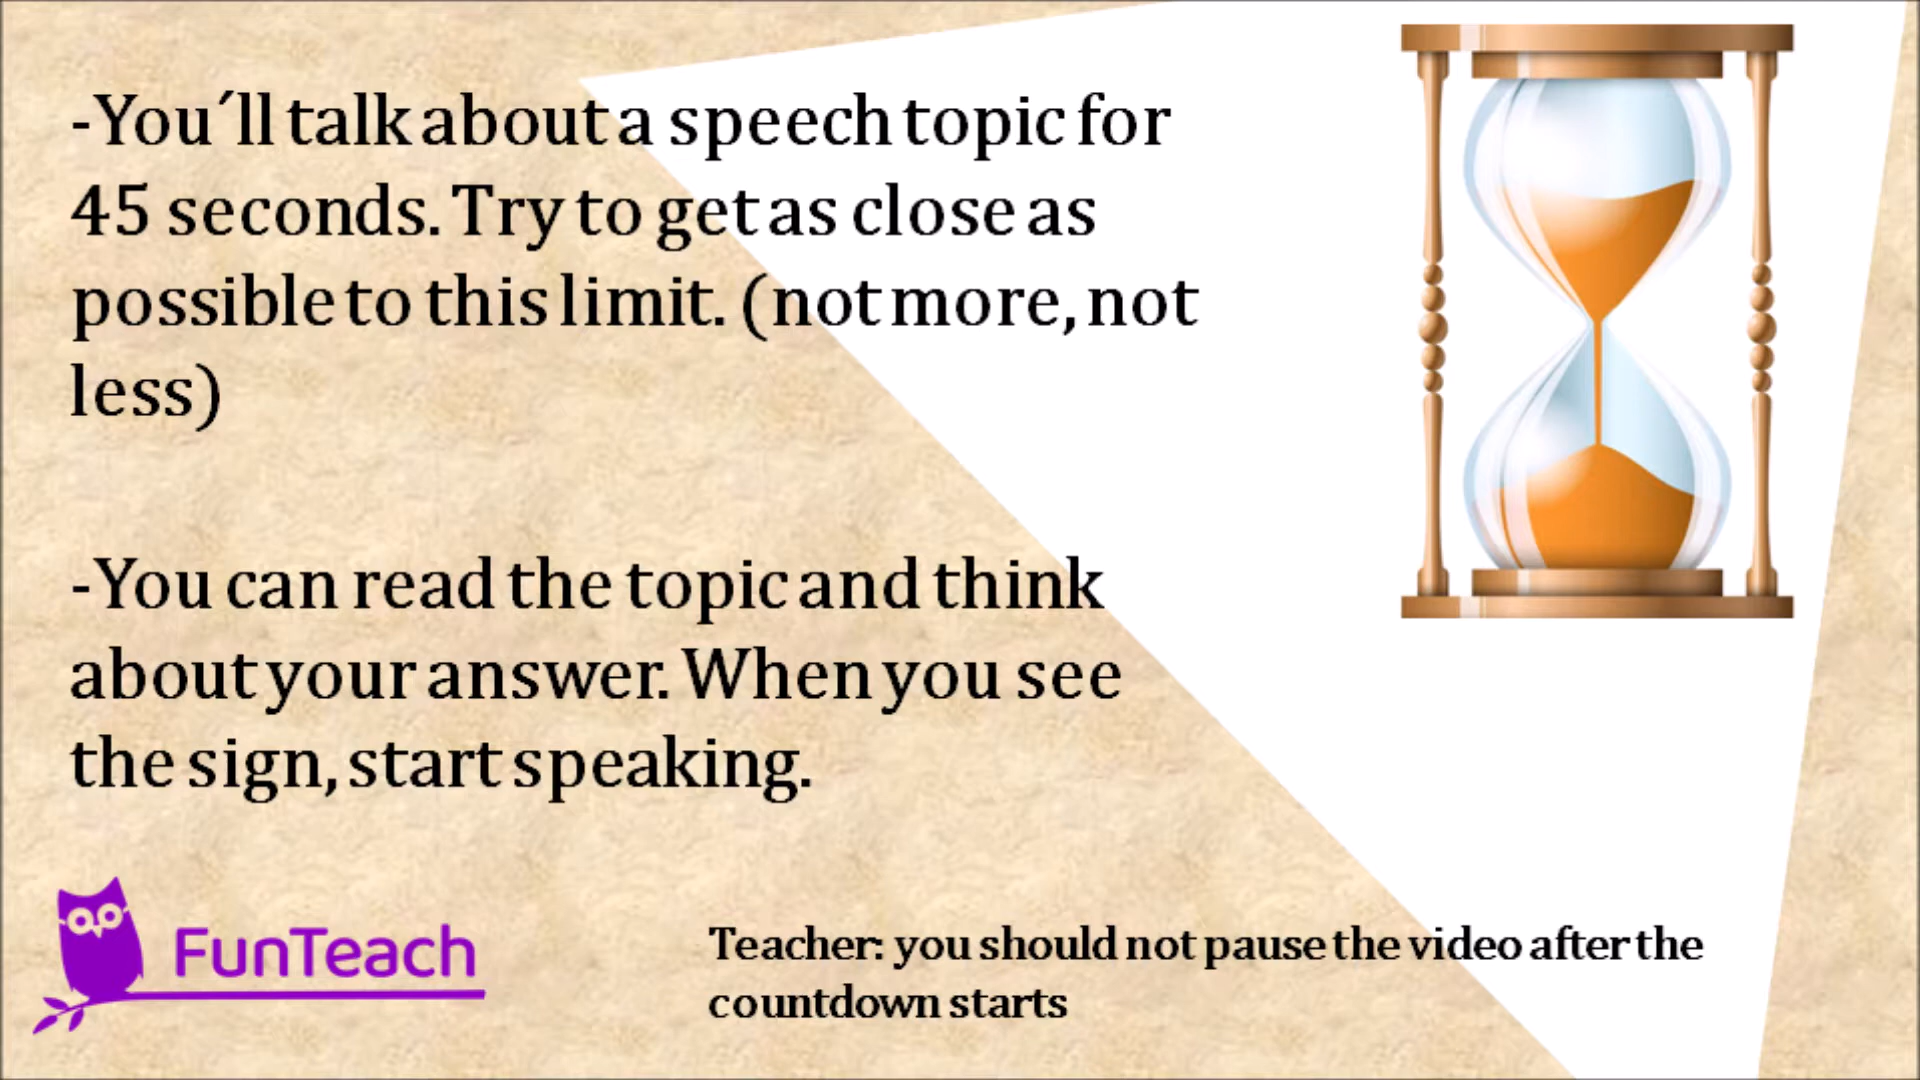 -You´ll talk about a speech topic for
45 seconds. Try to get as close as
possible to this limit. (not more, not
less)
-You can read the topic and think
about your answer. When you see
the sign, start speaking.
FunTeach
Teacher: you should not pause the video after the
countdown starts